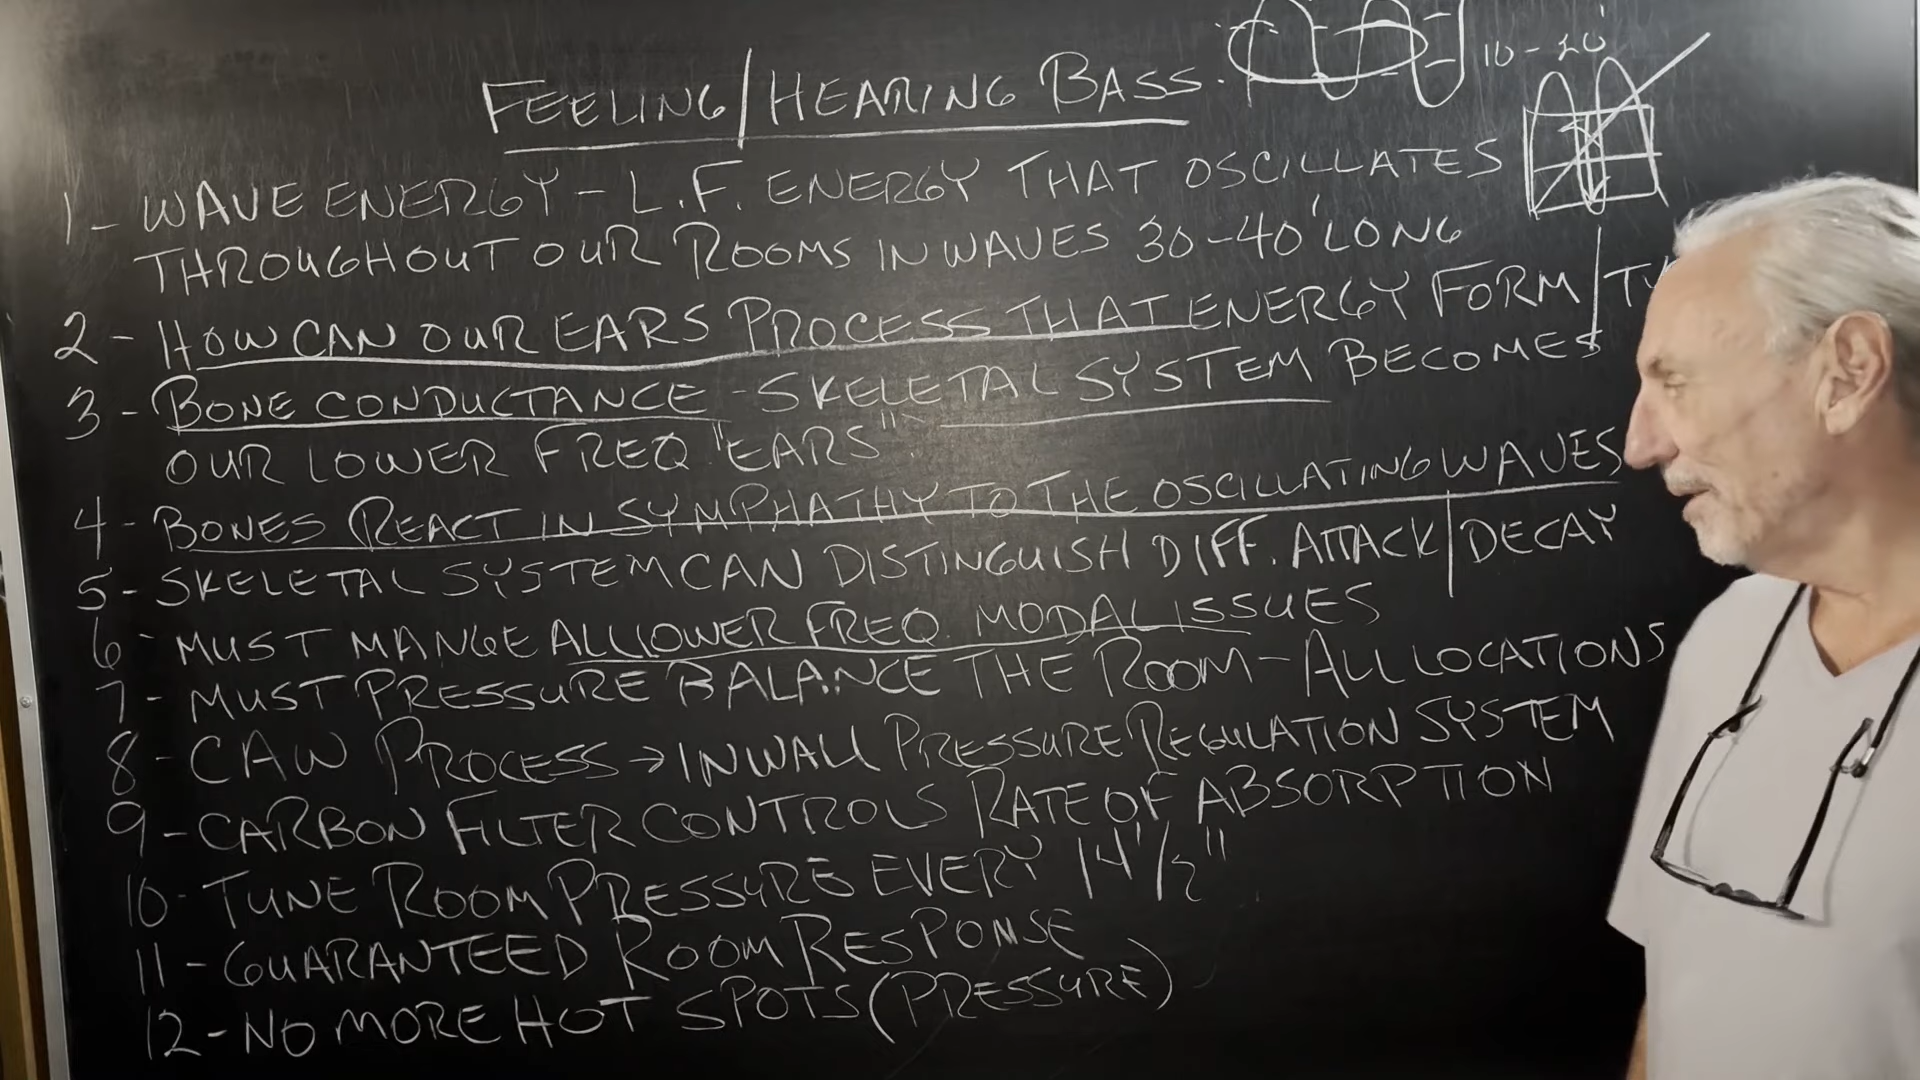 FEELING/HEARING BASS.
10-20'
1- WAVE ENERGY - L.F. ENERGY THAT OSCILLATES
THROUGHOUT OUR ROOMS IN WAVES 30-40' LONG
2- HOW CAN OUR EARS PROCESS THAT ENERGY FORM/TY
3- BONE CONDUCTANCE - SKELETAL SYSTEM BECOMES
OUR LOWER FREQ "EARS".
4- BONES REACT IN SYMPHATHY TO THE OSCILLATING WAVES
5- SKELETAL SYSTEM CAN DISTINGUISH DIFF. ATTACK/DECAY
6- MUST MANGE ALL LOWER FREQ. MODAL ISSUES
7- MUST PRESSURE BALANCE THE ROOM - ALL LOCATIONS
8- CAW PROCESS → IN WALL PRESSURE REGULATION SYSTEM
9- CARBON FILTER CONTROLS RATE OF ABSORPTION
10- TUNE ROOM PRESSURE EVERY 14 1/2"
11- GUARANTEED ROOM RESPONSE
12- NO MORE HOT SPOTS (PRESSURE)